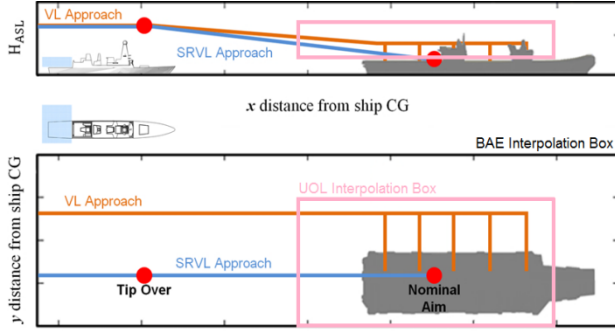 VL Approach
SRVL Approach
H_ASL
x distance from ship CG
BAE Interpolation Box
UOL Interpolation Box
VL Approach
SRVL Approach
Tip Over
Nominal
Aim
y distance from ship CG